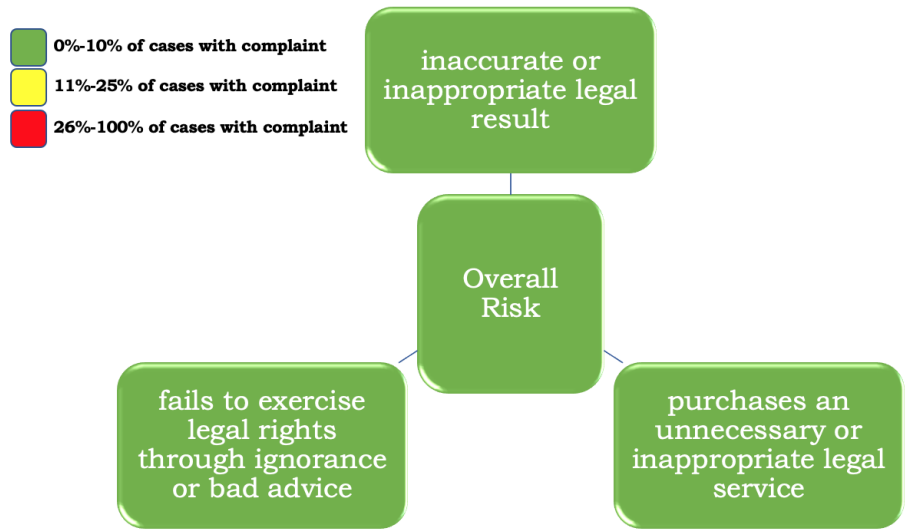 0%-10% of cases with complaint
11%-25% of cases with complaint
26%-100% of cases with complaint
inaccurate or
inappropriate legal
result
Overall
Risk
fails to exercise
legal rights
through ignorance
or bad advice
purchases an
unnecessary or
inappropriate legal
service